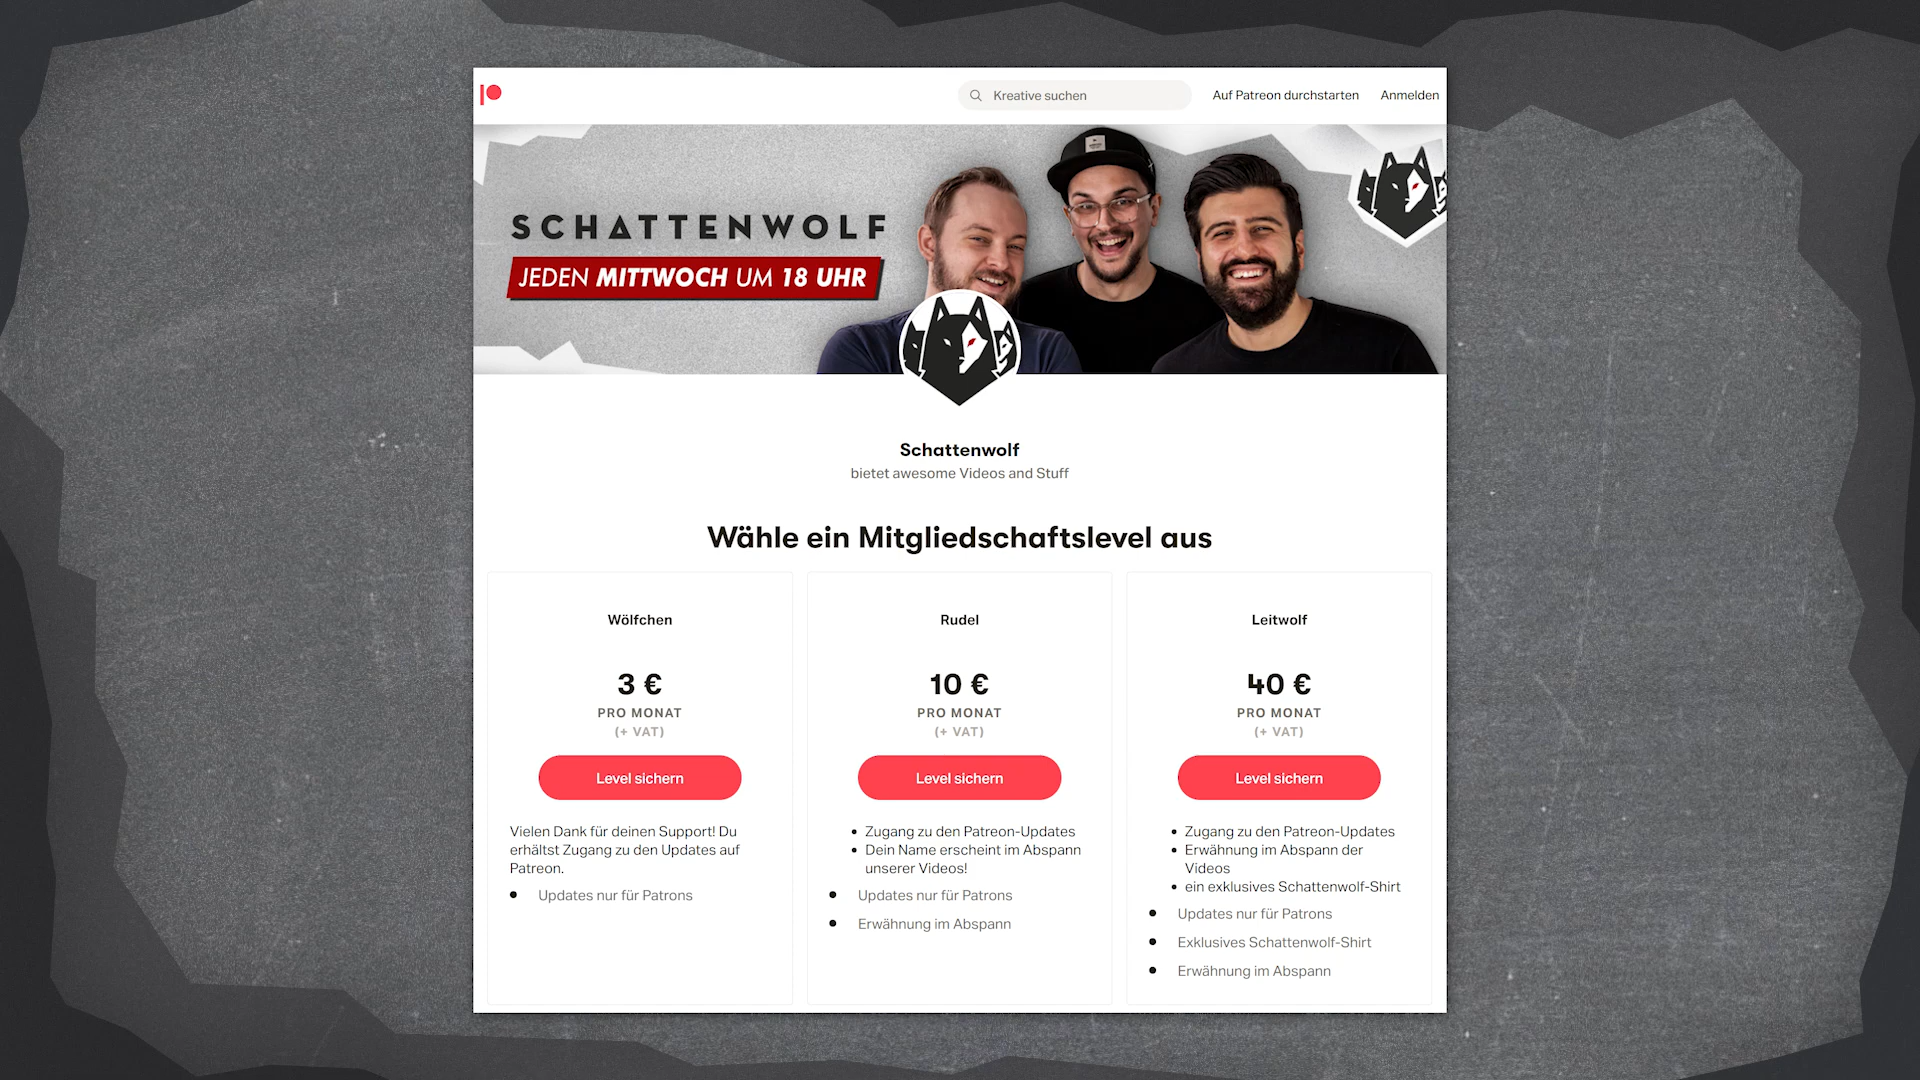 Kreative suchen
Auf Patreon durchstarten
Anmelden
SCHATTENWOLF
JEDEN MITTWOCH UM 18 UHR
Schattenwolf
bietet awesome Videos and Stuff
Wähle ein Mitgliedschaftslevel aus
Wölfchen
3 €
PRO MONAT
(+ VAT)
Level sichern
Vielen Dank für deinen Support! Du
erhältst Zugang zu den Updates auf
Patreon.
Updates nur für Patrons
Rudel
10 €
PRO MONAT
(+ VAT)
Level sichern
Zugang zu den Patreon-Updates
Dein Name erscheint im Abspann
unserer Videos!
Updates nur für Patrons
Erwähnung im Abspann
Leitwolf
40 €
PRO MONAT
(+ VAT)
Level sichern
Zugang zu den Patreon-Updates
Erwähnung im Abspann der
Videos
ein exklusives Schattenwolf-Shirt
Updates nur für Patrons
Exklusives Schattenwolf-Shirt
Erwähnung im Abspann